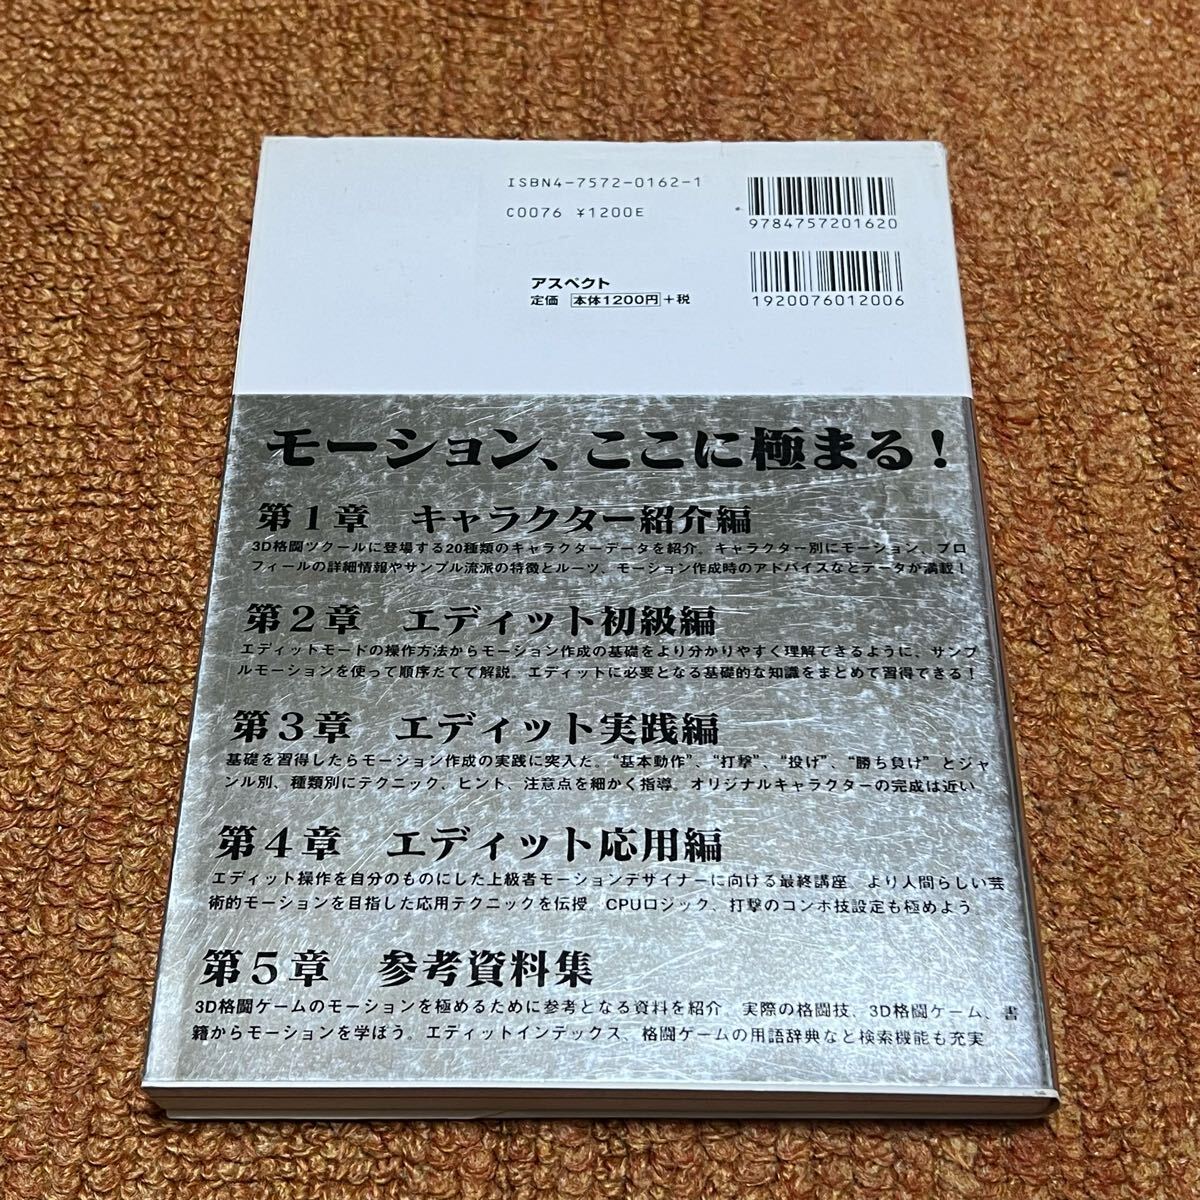 ISBN4-7572-0162-1
C0076 ¥1200E
9784757201620
アスペクト
定価 本体1200円+税
1920076012006
モーション、ここに極まる！
第1章 キャラクター紹介編
3D格闘ツクールに登場する20種類のキャラクターデータを紹介。キャラクター別にモーション、プロ
フィールの詳細情報やサンプル流派の特徴とルーツ、モーション作成時のアドバイスなどデータが満載！
第2章 エディット初級編
エディットモードの操作方法からモーション作成の基礎をより分かりやすく理解できるように、サンプ
ルモーションを使って順序だてて解説。エディットに必要となる基礎的な知識をまとめて習得できる！
第3章 エディット実践編
基礎を習得したらモーション作成の実践に突入だ。“基本動作”、“打撃”、“投げ”、“勝ち負け”とジャ
ンル別、種類別にテクニック、ヒント、注意点を細かく指導。オリジナルキャラクターの完成は近い
第4章 エディット応用編
エディット操作を自分のものにした上級者モーションデザイナーに向ける最終講座。より人間らしい芸
術的モーションを目指した応用テクニックを伝授。CPUロジック、打撃のコンボ技設定も極めよう
第5章 参考資料集
3D格闘ゲームのモーションを極めるために参考となる資料を紹介。実際の格闘技、3D格闘ゲーム、書
籍からモーションを学ぼう。エディットインデックス、格闘ゲームの用語辞典など検索機能も充実